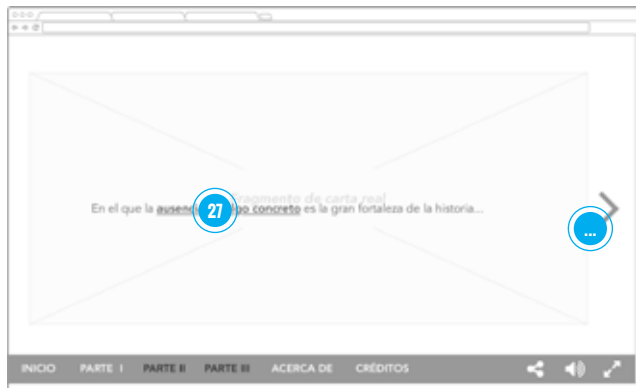 Fragmento de carta real
En el que la ausencia de algo concreto es la gran fortaleza de la historia...
27
...
INICIO PARTE I PARTE II PARTE III ACERCA DE CRÉDITOS